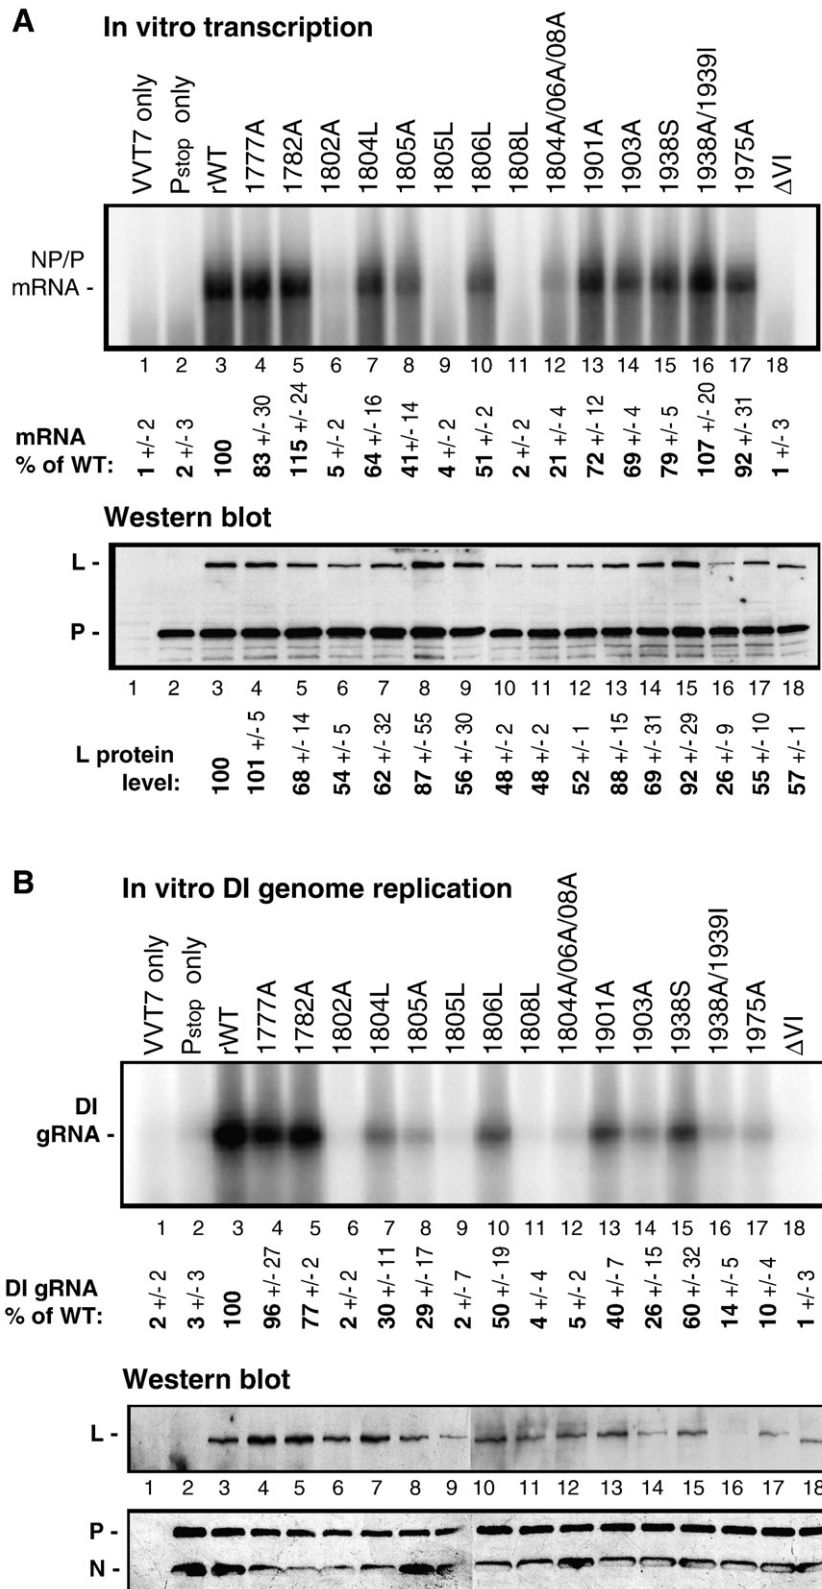 A
In vitro transcription
VVT7 only
Pstop only
rWT
1777A
1782A
1802A
1804L
1805A
1805L
1806L
1808L
1804A/06A/08A
1901A
1903A
1938S
1938A/1939I
1975A
ΔVI
NP/P
mRNA -
1 2 3 4 5 6 7 8 9 10 11 12 13 14 15 16 17 18
mRNA
% of WT:
1 +/- 2
2 +/- 3
100
83 +/- 30
115 +/- 24
5 +/- 2
64 +/- 16
41 +/- 14
4 +/- 2
51 +/- 2
2 +/- 2
21 +/- 4
72 +/- 12
69 +/- 4
79 +/- 5
107 +/- 20
92 +/- 31
1 +/- 3
Western blot
L -
P -
1 2 3 4 5 6 7 8 9 10 11 12 13 14 15 16 17 18
L protein
level:
100
101 +/- 5
68 +/- 14
54 +/- 5
62 +/- 32
87 +/- 55
56 +/- 30
48 +/- 2
48 +/- 2
52 +/- 1
88 +/- 15
69 +/- 31
92 +/- 29
26 +/- 9
55 +/- 10
57 +/- 1
B
In vitro DI genome replication
VVT7 only
Pstop only
rWT
1777A
1782A
1802A
1804L
1805A
1805L
1806L
1808L
1804A/06A/08A
1901A
1903A
1938S
1938A/1939I
1975A
ΔVI
DI
gRNA -
1 2 3 4 5 6 7 8 9 10 11 12 13 14 15 16 17 18
DI gRNA
% of WT:
2 +/- 2
3 +/- 3
100
96 +/- 27
77 +/- 2
2 +/- 2
30 +/- 11
29 +/- 17
2 +/- 7
50 +/- 19
4 +/- 4
5 +/- 2
40 +/- 7
26 +/- 15
60 +/- 32
14 +/- 5
10 +/- 4
1 +/- 3
Western blot
L -
1 2 3 4 5 6 7 8 9 10 11 12 13 14 15 16 17 18
P -
N -